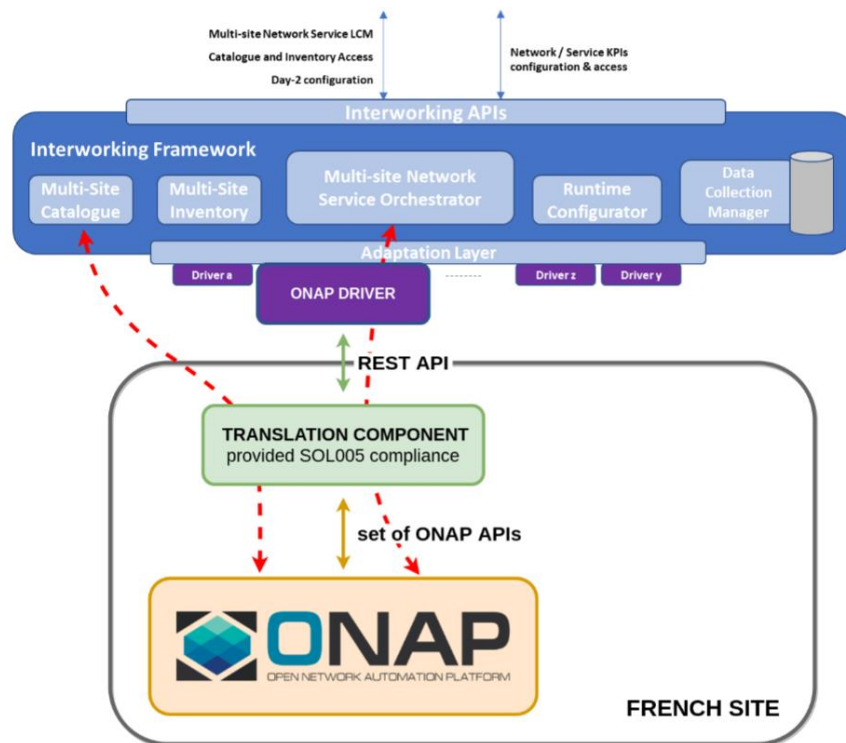 Multi-site Network Service LCM
Catalogue and Inventory Access
Day-2 configuration
Network / Service KPIs
configuration & access
Interworking APIs
Interworking Framework
Multi-Site
Catalogue
Multi-Site
Inventory
Multi-site Network
Service Orchestrator
Runtime
Configurator
Data
Collection
Manager
Adaptation Layer
Driver a
ONAP DRIVER
Driver z
Driver y
REST API
TRANSLATION COMPONENT
provided SOL005 compliance
set of ONAP APIs
ONAP
OPEN NETWORK AUTOMATION PLATFORM
FRENCH SITE